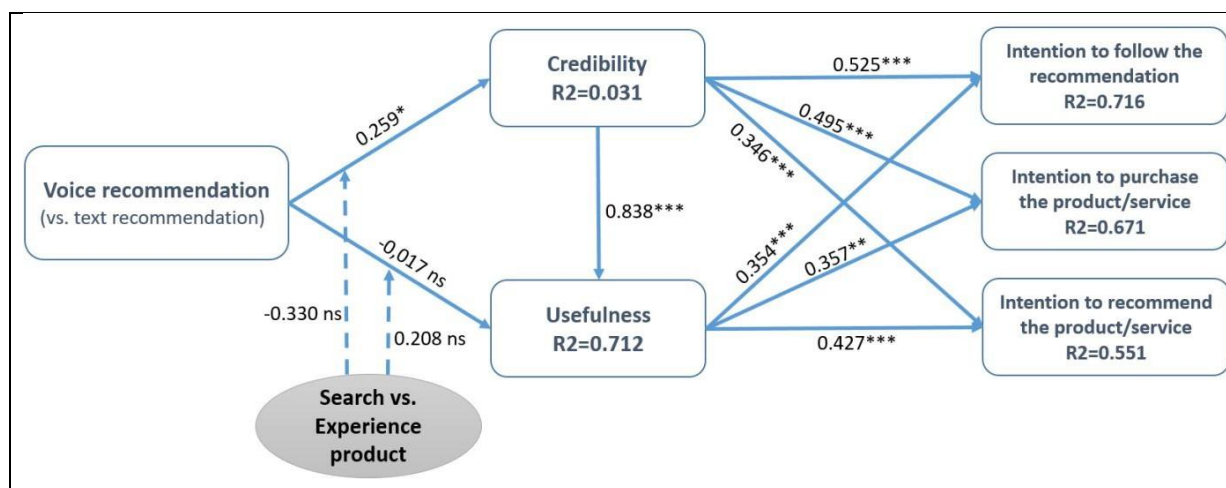 Voice recommendation
(vs. text recommendation)
0.259*
-0,017 ns
-0.330 ns
0.208 ns
Search vs.
Experience
product
Credibility
R2=0.031
0.838***
Usefulness
R2=0.712
0.525***
0.495***
0.346***
0.354***
0.357**
0.427***
Intention to follow the
recommendation
R2=0.716
Intention to purchase
the product/service
R2=0.671
Intention to recommend
the product/service
R2=0.551